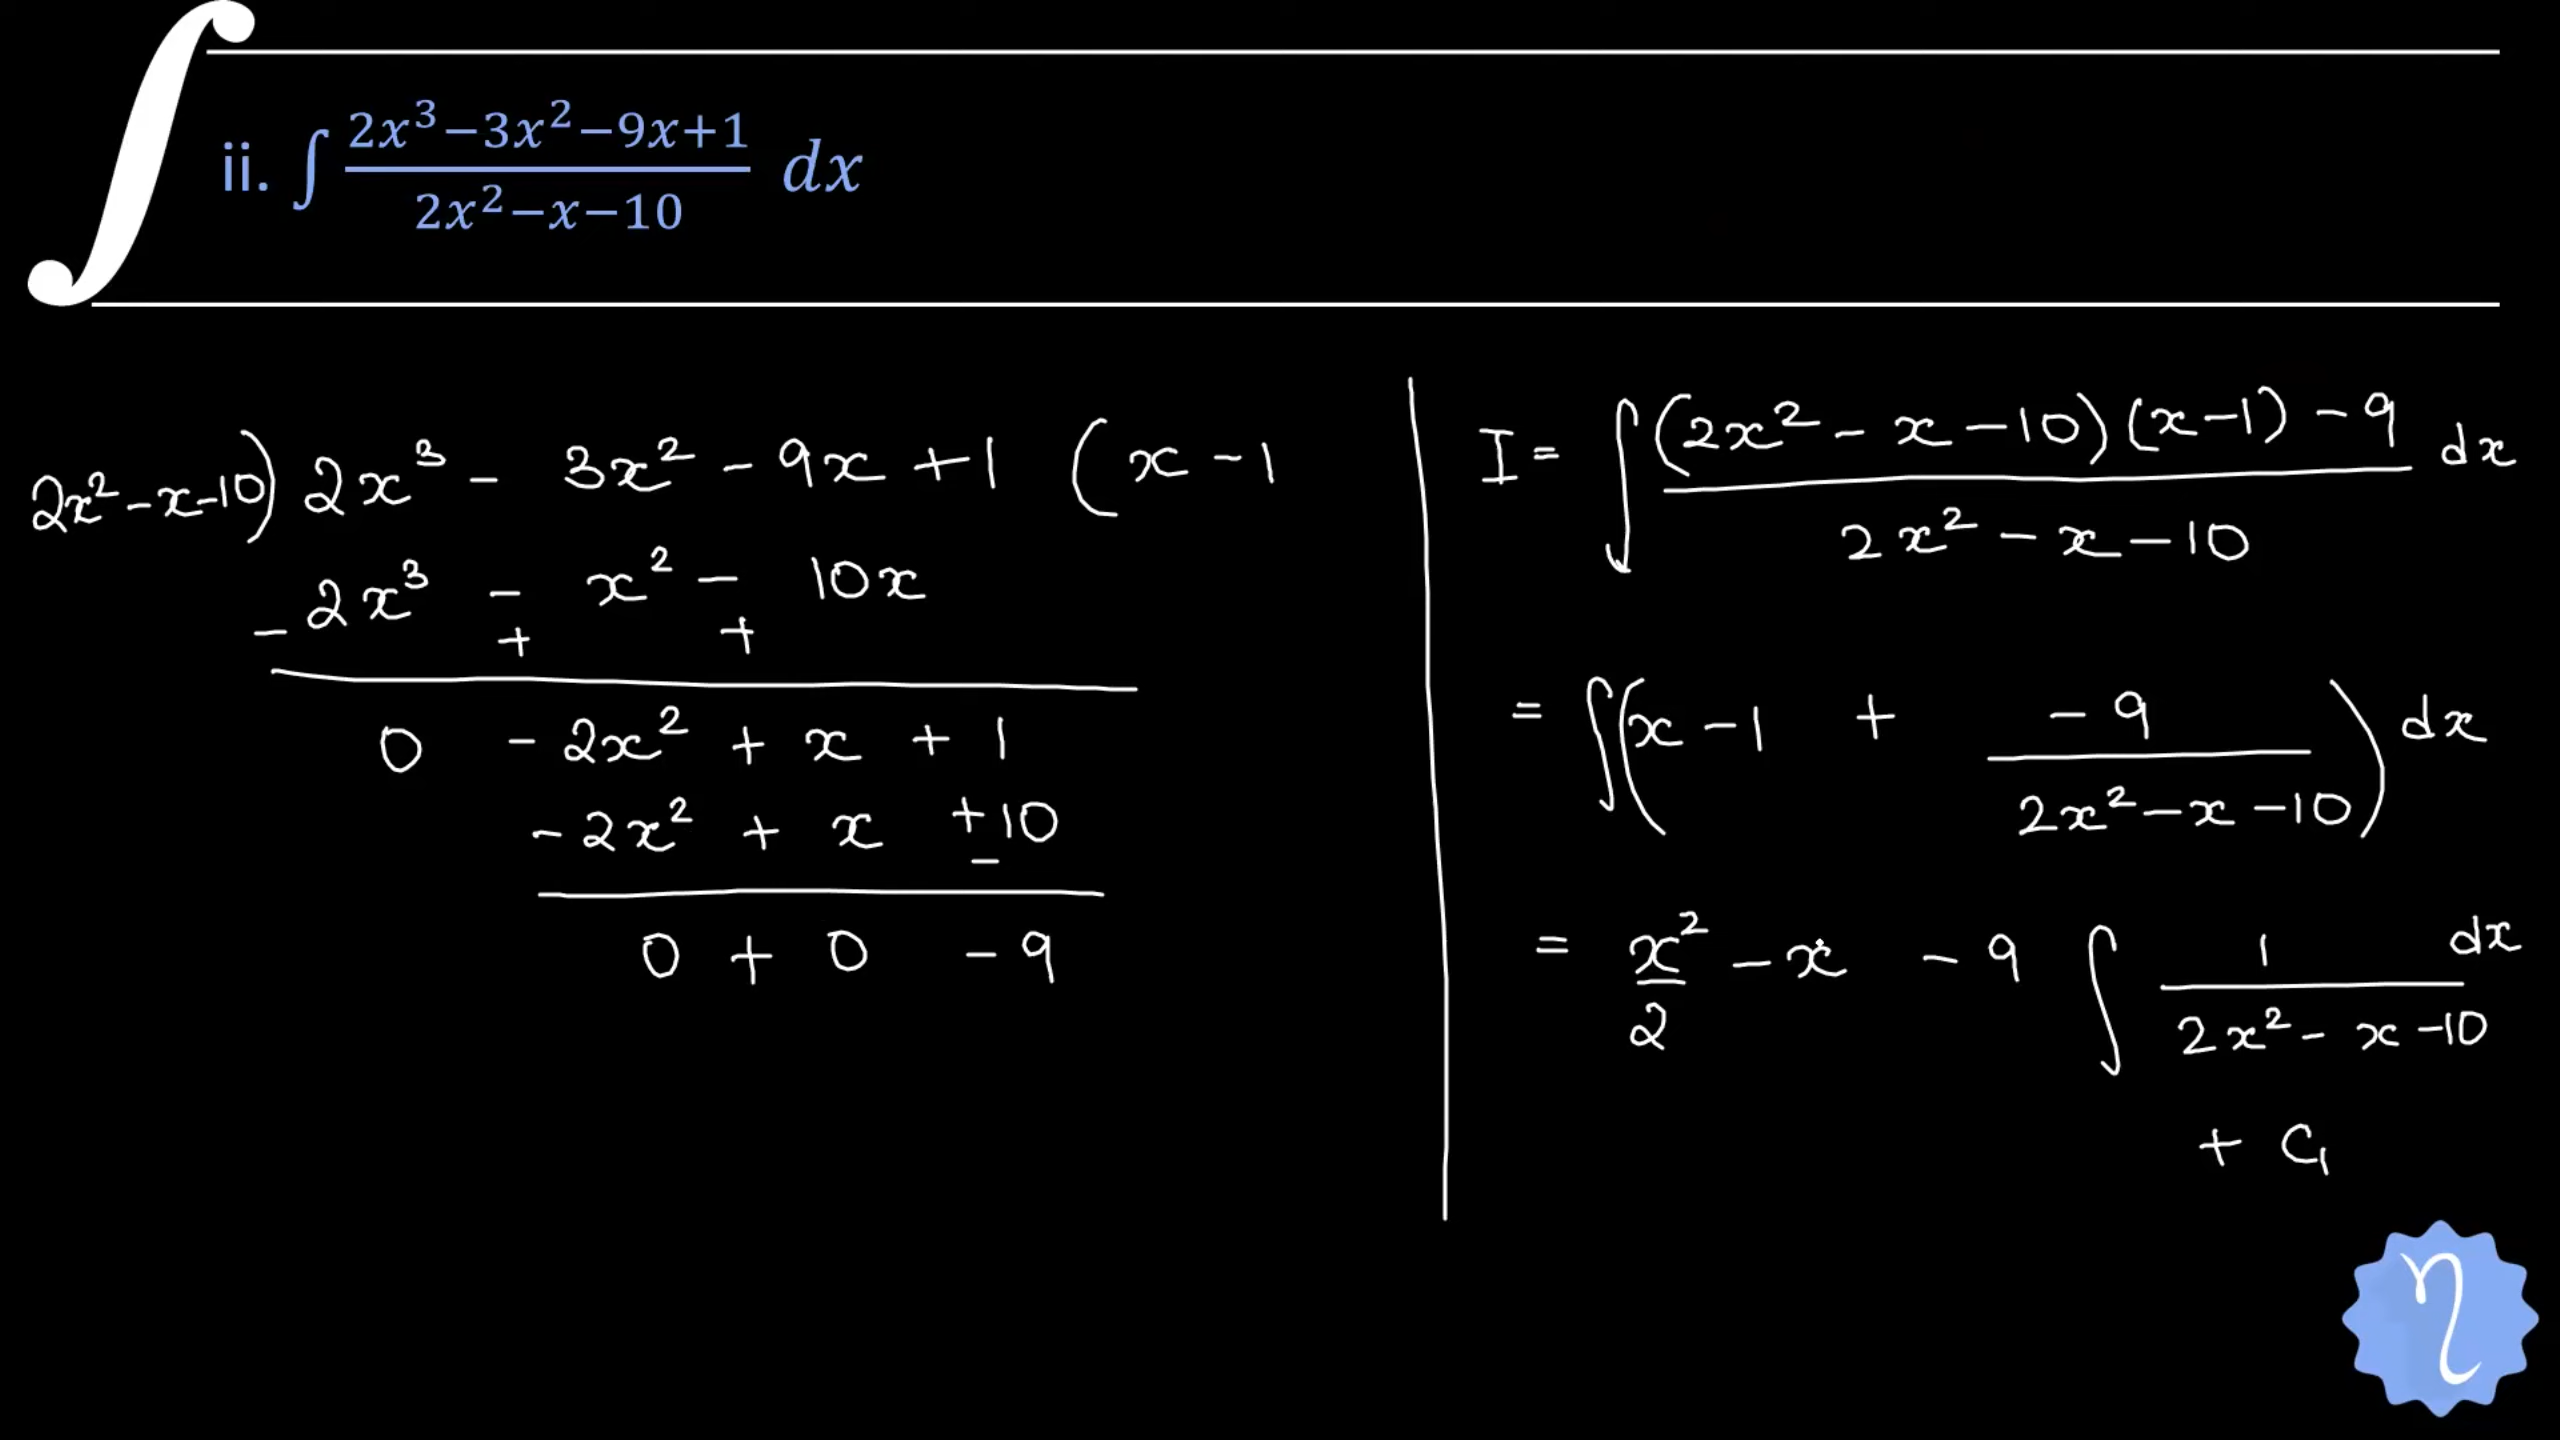 ii. ∫ (2x³−3x²−9x+1)/(2x²−x−10) dx
2x² − x − 10 ) 2x³ − 3x² − 9x + 1 ( x − 1
− 2x³ − x² − 10x
+ +
0 − 2x² + x + 1
− 2x² + x + 10
−
0 + 0 − 9
I = ∫ ((2x² − x − 10)(x − 1) − 9)/(2x² − x − 10) dx
= ∫ (x − 1 + (−9)/(2x² − x − 10)) dx
= x²/2 − x − 9 ∫ 1/(2x² − x − 10) dx
+ C₁
η